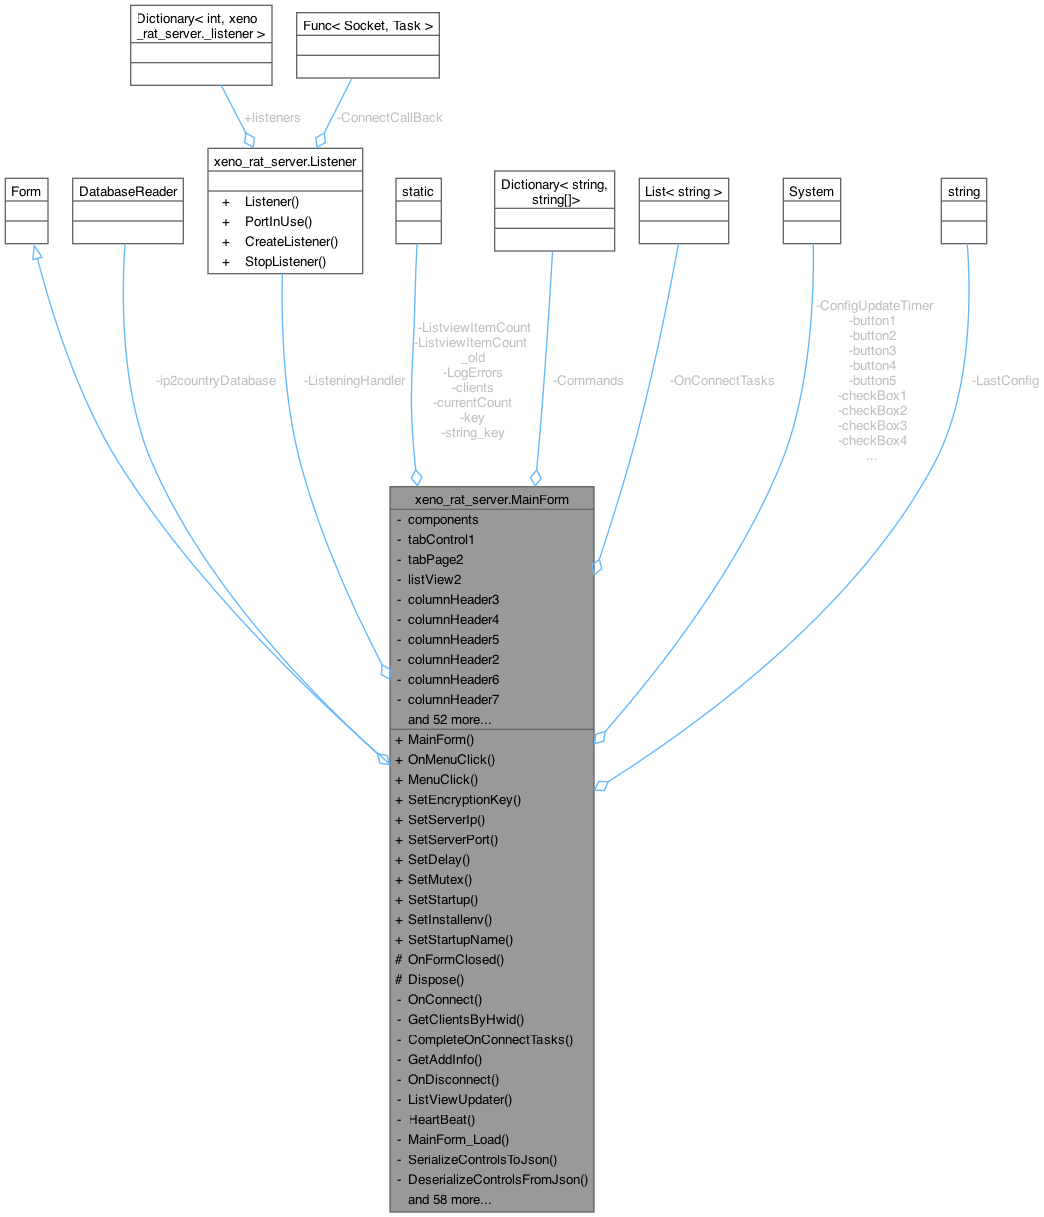 Dictionary< int, xeno
_rat_server._listener >
Func< Socket, Task >
+listeners
-ConnectCallBack
Form
DatabaseReader
xeno_rat_server.Listener
+ Listener()
+ PortInUse()
+ CreateListener()
+ StopListener()
static
Dictionary< string,
string[]>
List< string >
System
string
-ip2countryDatabase
-ListeningHandler
-ListviewItemCount
-ListviewItemCount
_old
-LogErrors
-clients
-currentCount
-key
-string_key
-Commands
-OnConnectTasks
-ConfigUpdateTimer
-button1
-button2
-button3
-button4
-button5
-checkBox1
-checkBox2
-checkBox3
-checkBox4
...
-LastConfig
xeno_rat_server.MainForm
- components
- tabControl1
- tabPage2
- listView2
- columnHeader3
- columnHeader4
- columnHeader5
- columnHeader2
- columnHeader6
- columnHeader7
and 52 more...
+ MainForm()
+ OnMenuClick()
+ MenuClick()
+ SetEncryptionKey()
+ SetServerIp()
+ SetServerPort()
+ SetDelay()
+ SetMutex()
+ SetStartup()
+ SetInstallenv()
+ SetStartupName()
# OnFormClosed()
# Dispose()
- OnConnect()
- GetClientsByHwid()
- CompleteOnConnectTasks()
- GetAddInfo()
- OnDisconnect()
- ListViewUpdater()
- HeartBeat()
- MainForm_Load()
- SerializeControlsToJson()
- DeserializeControlsFromJson()
and 58 more...